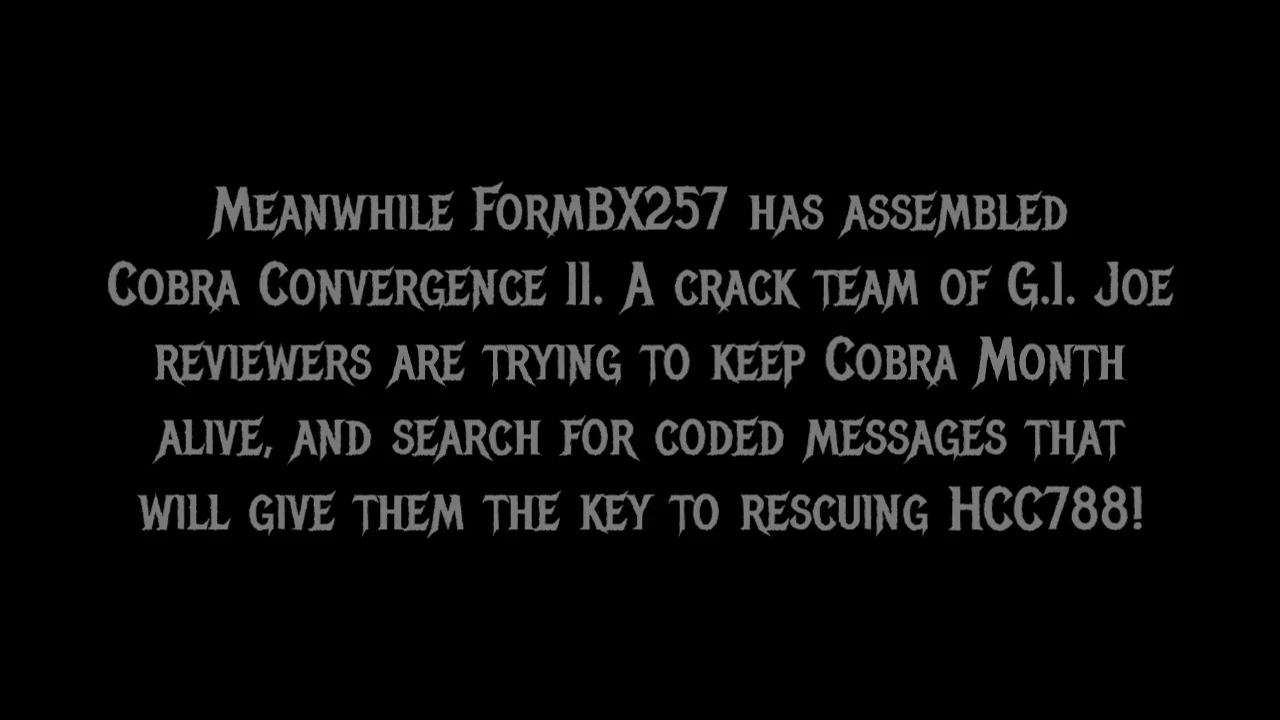 Meanwhile FormBX257 has assembled
Cobra Convergence II. A crack team of G.I. Joe
reviewers are trying to keep Cobra Month
alive, and search for coded messages that
will give them the key to rescuing HCC788!